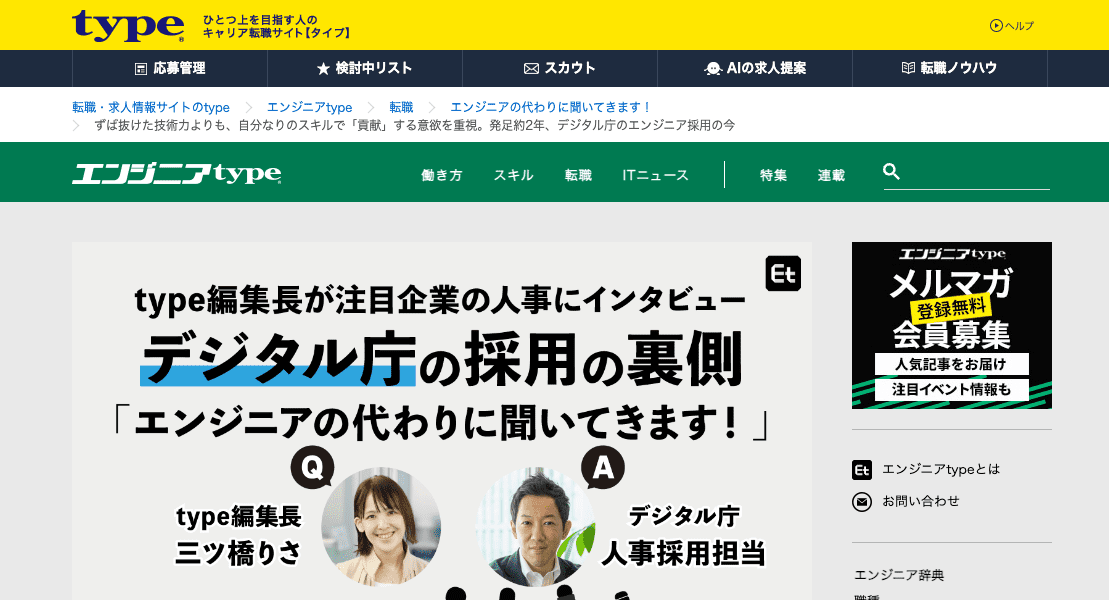 type
ひとつ上を目指す人の
キャリア転職サイト【タイプ】
ヘルプ
応募管理
検討中リスト
スカウト
AIの求人提案
転職ノウハウ
転職・求人情報サイトのtype
エンジニアtype
転職
エンジニアの代わりに聞いてきます！
ずば抜けた技術力よりも、自分なりのスキルで「貢献」する意欲を重視。発足約2年、デジタル庁のエンジニア採用の今
エンジニアtype
働き方
スキル
転職
ITニュース
特集
連載
Et
type編集長が注目企業の人事にインタビュー
デジタル庁の採用の裏側
「エンジニアの代わりに聞いてきます！」
Q
A
type編集長
三ツ橋りさ
デジタル庁
人事採用担当
エンジニアtype
メルマガ
登録無料
会員募集
人気記事をお届け
注目イベント情報も
Et
エンジニアtypeとは
お問い合わせ
エンジニア辞典
職種